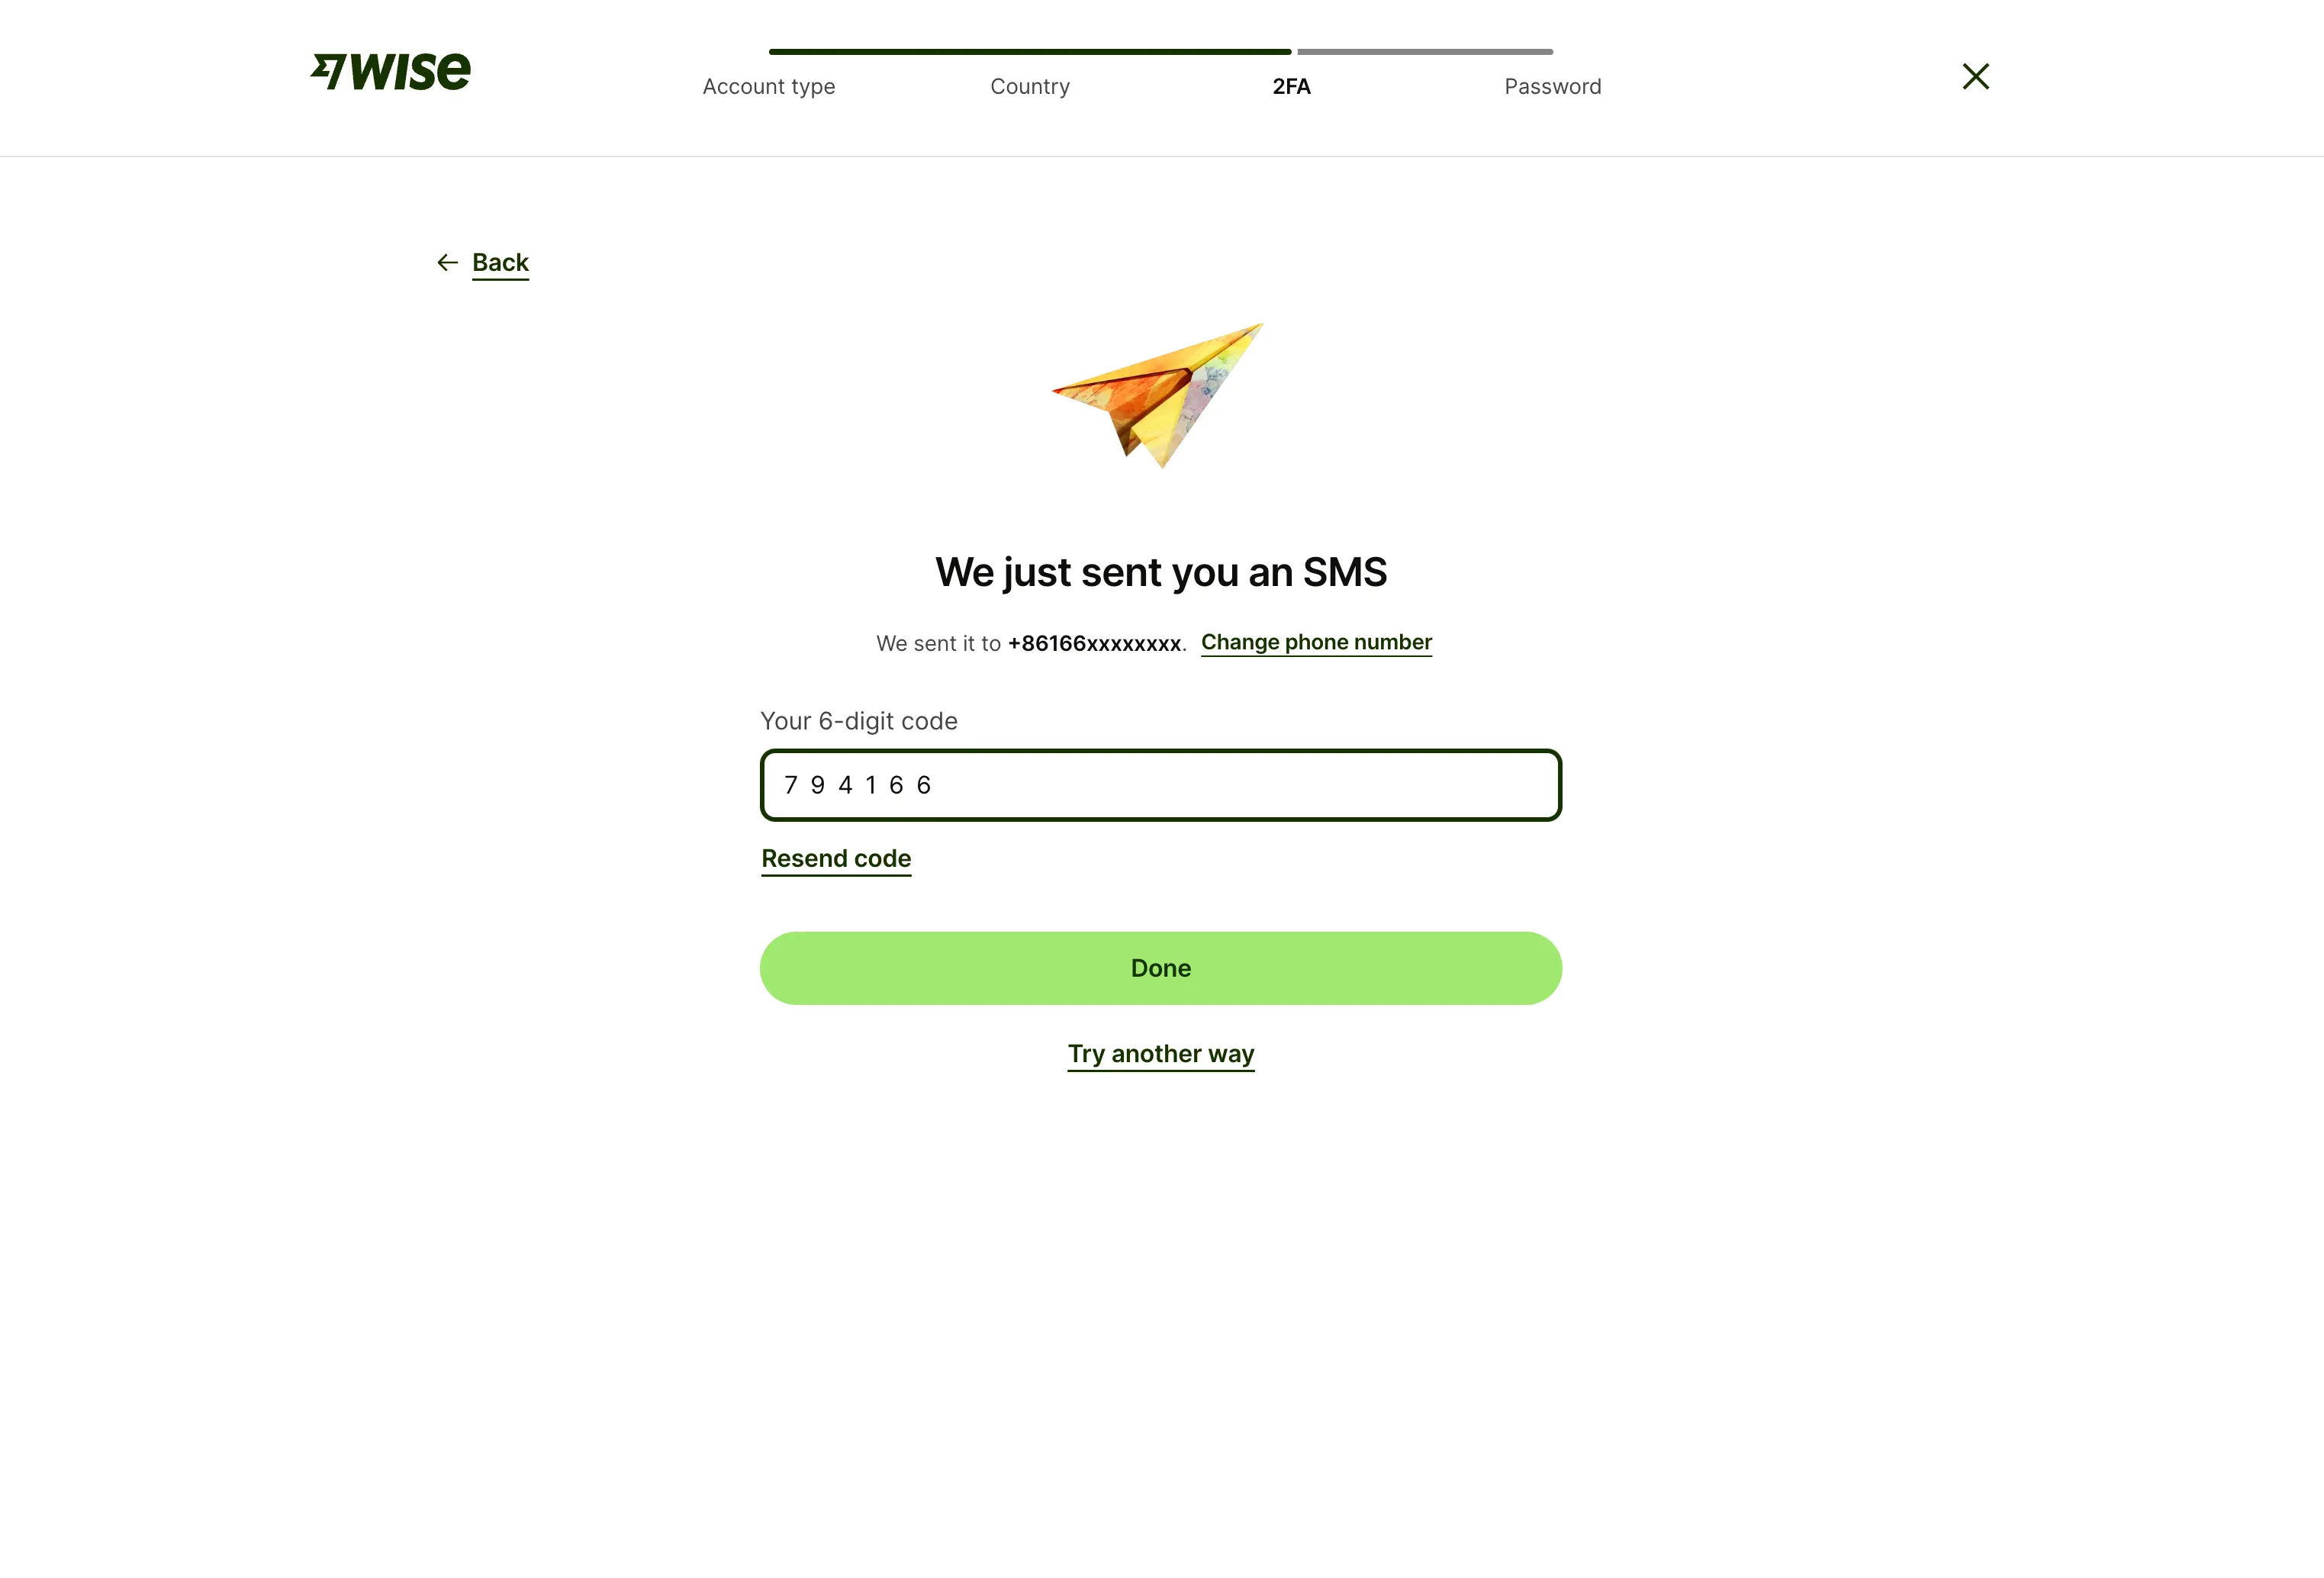 WISE
Account type
Country
2FA
Password
Back
We just sent you an SMS
We sent it to +86166xxxxxxxx. Change phone number
Your 6-digit code
7 9 4 1 6 6
Resend code
Done
Try another way